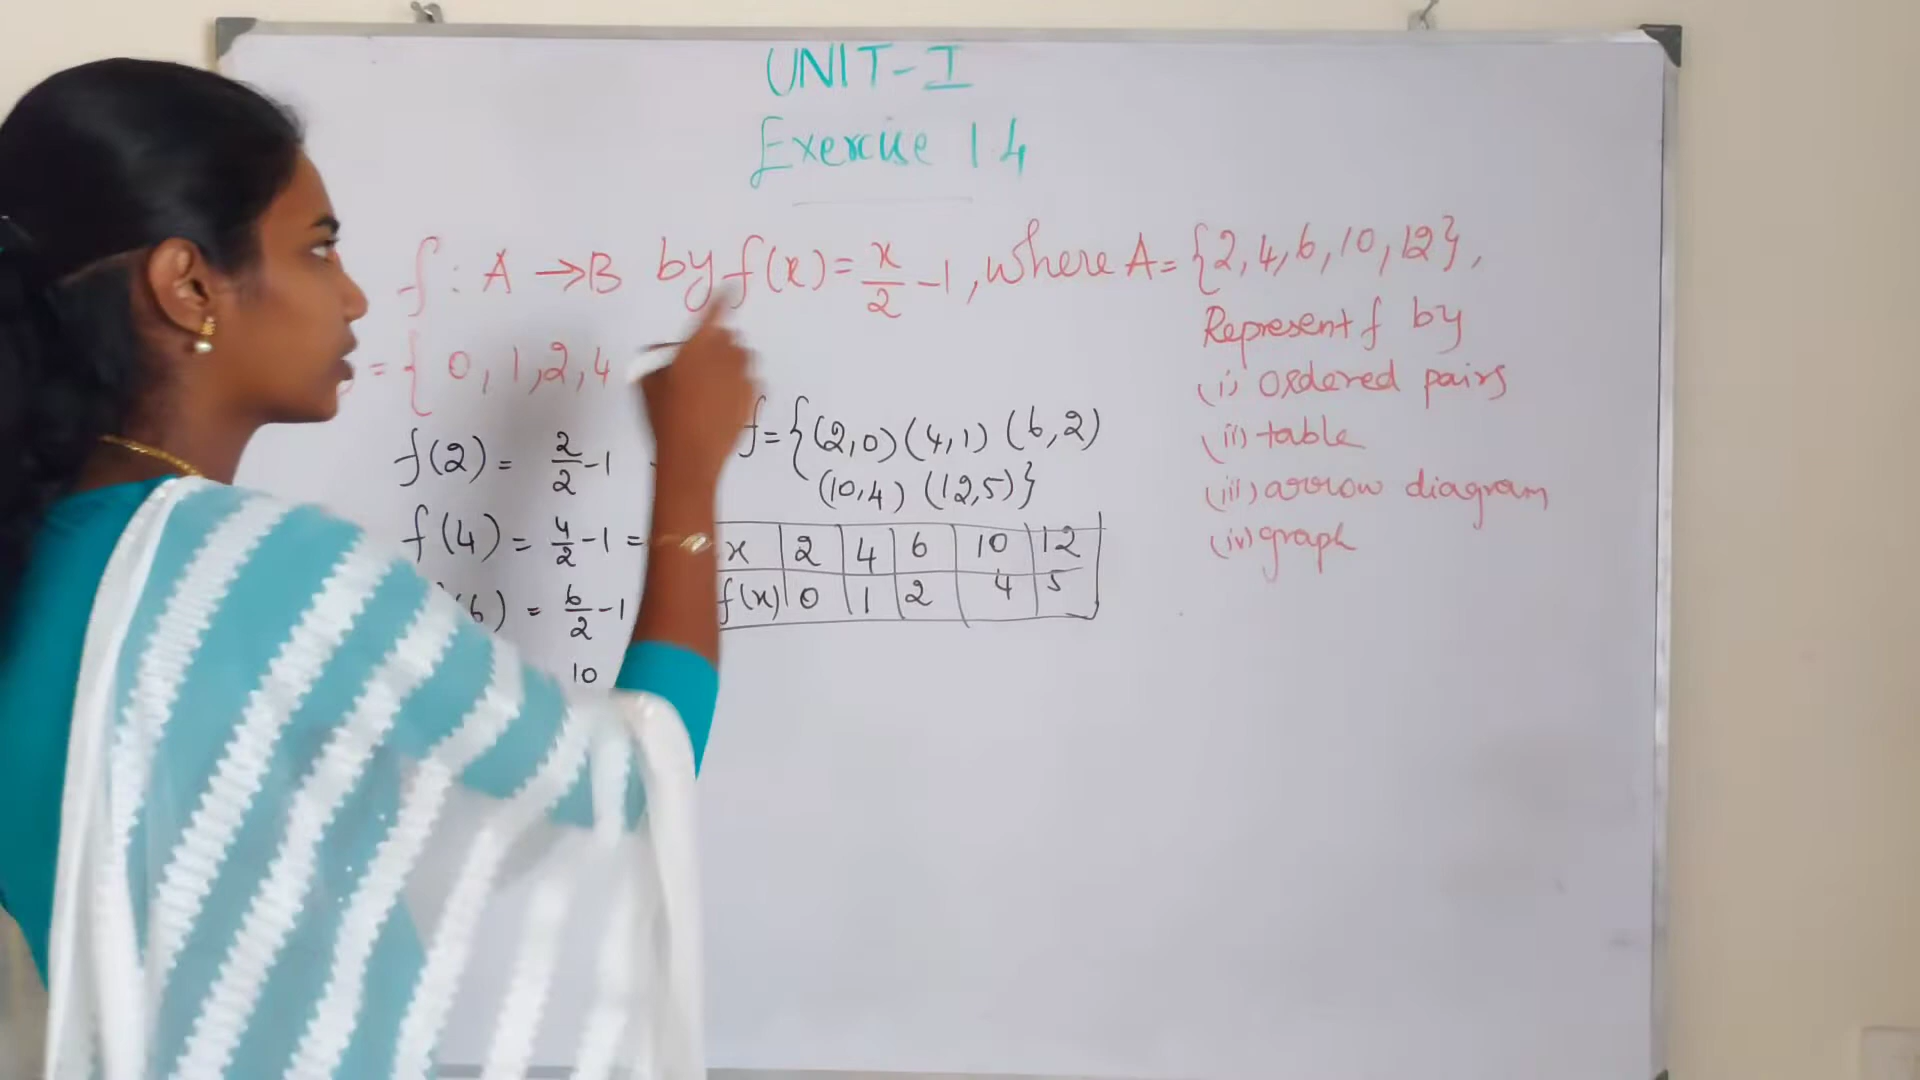 UNIT-I
Exercise 1.4
f : A → B by f(x) = x/2 - 1, where A = {2, 4, 6, 10, 12},
= { 0, 1, 2, 4
Represent f by
(i) ordered pairs
(ii) table
(iii) arrow diagram
(iv) graph
f(2) = 2/2 - 1
f(4) = 4/2 - 1 =
6) = 6/2 - 1
10
f = {(2,0) (4,1) (6,2)
(10,4) (12,5)}
x 2 4 6 10 12
f(x) 0 1 2 4 5